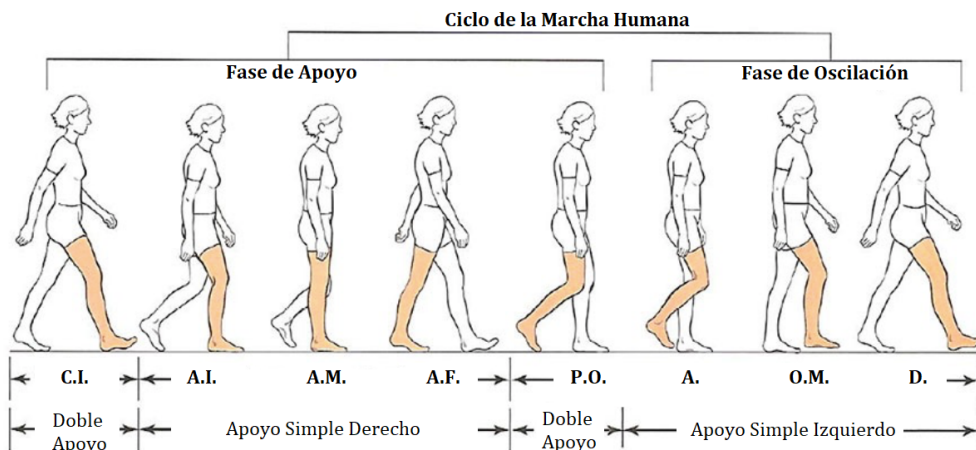 Ciclo de la Marcha Humana
Fase de Apoyo
Fase de Oscilación
C.I.
A.I.
A.M.
A.F.
P.O.
A.
O.M.
D.
Doble
Apoyo
Apoyo Simple Derecho
Doble
Apoyo
Apoyo Simple Izquierdo